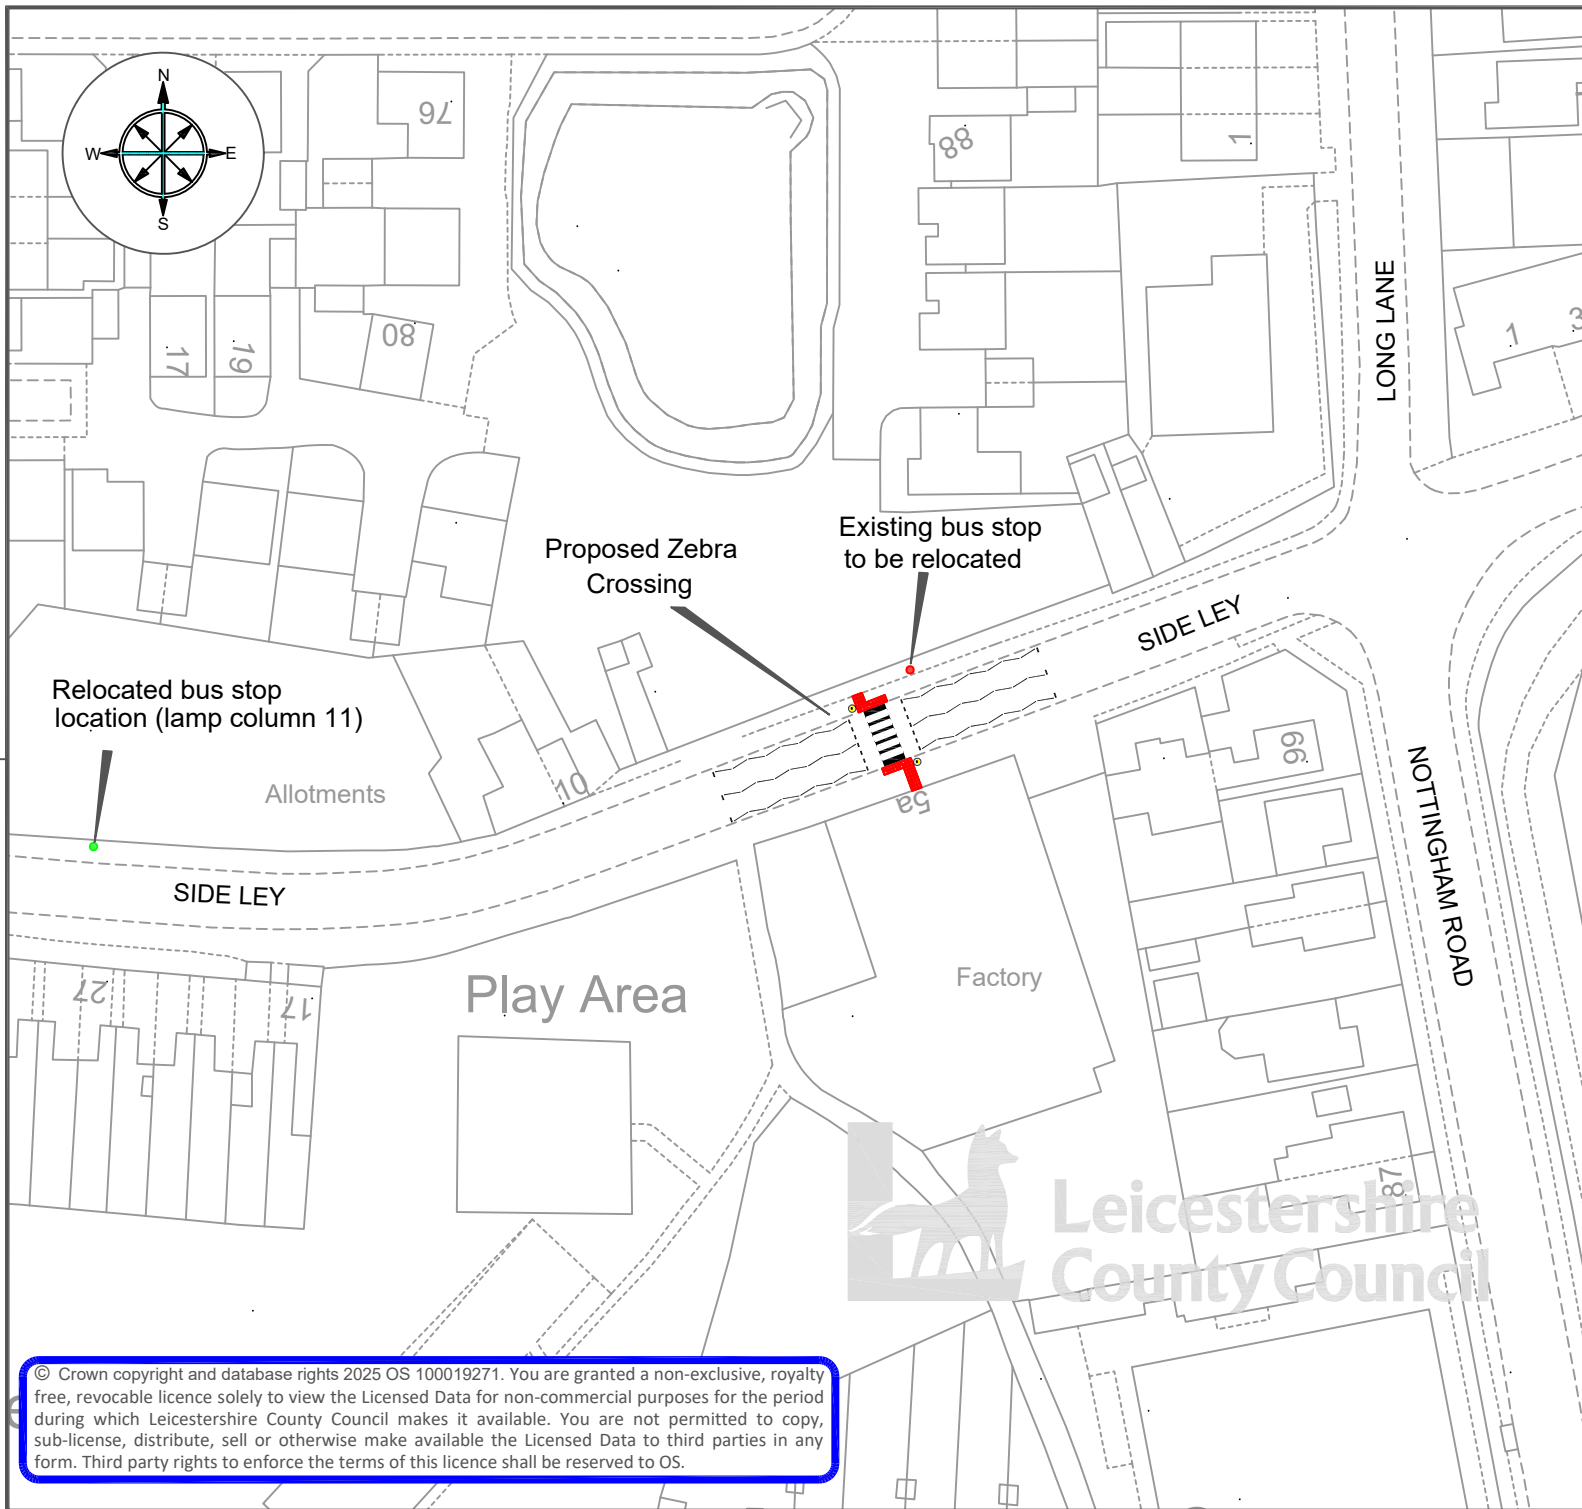 N
W
E
S
76
88
1
17
19
80
LONG LANE
1
3
Existing bus stop
to be relocated
Proposed Zebra
Crossing
SIDE LEY
Relocated bus stop
location (lamp column 11)
Allotments
10
5a
66
NOTTINGHAM ROAD
SIDE LEY
27
17
Play Area
Factory
78
Leicestershire
County Council
© Crown copyright and database rights 2025 OS 100019271. You are granted a non-exclusive, royalty
free, revocable licence solely to view the Licensed Data for non-commercial purposes for the period
during which Leicestershire County Council makes it available. You are not permitted to copy,
sub-license, distribute, sell or otherwise make available the Licensed Data to third parties in any
form. Third party rights to enforce the terms of this licence shall be reserved to OS.